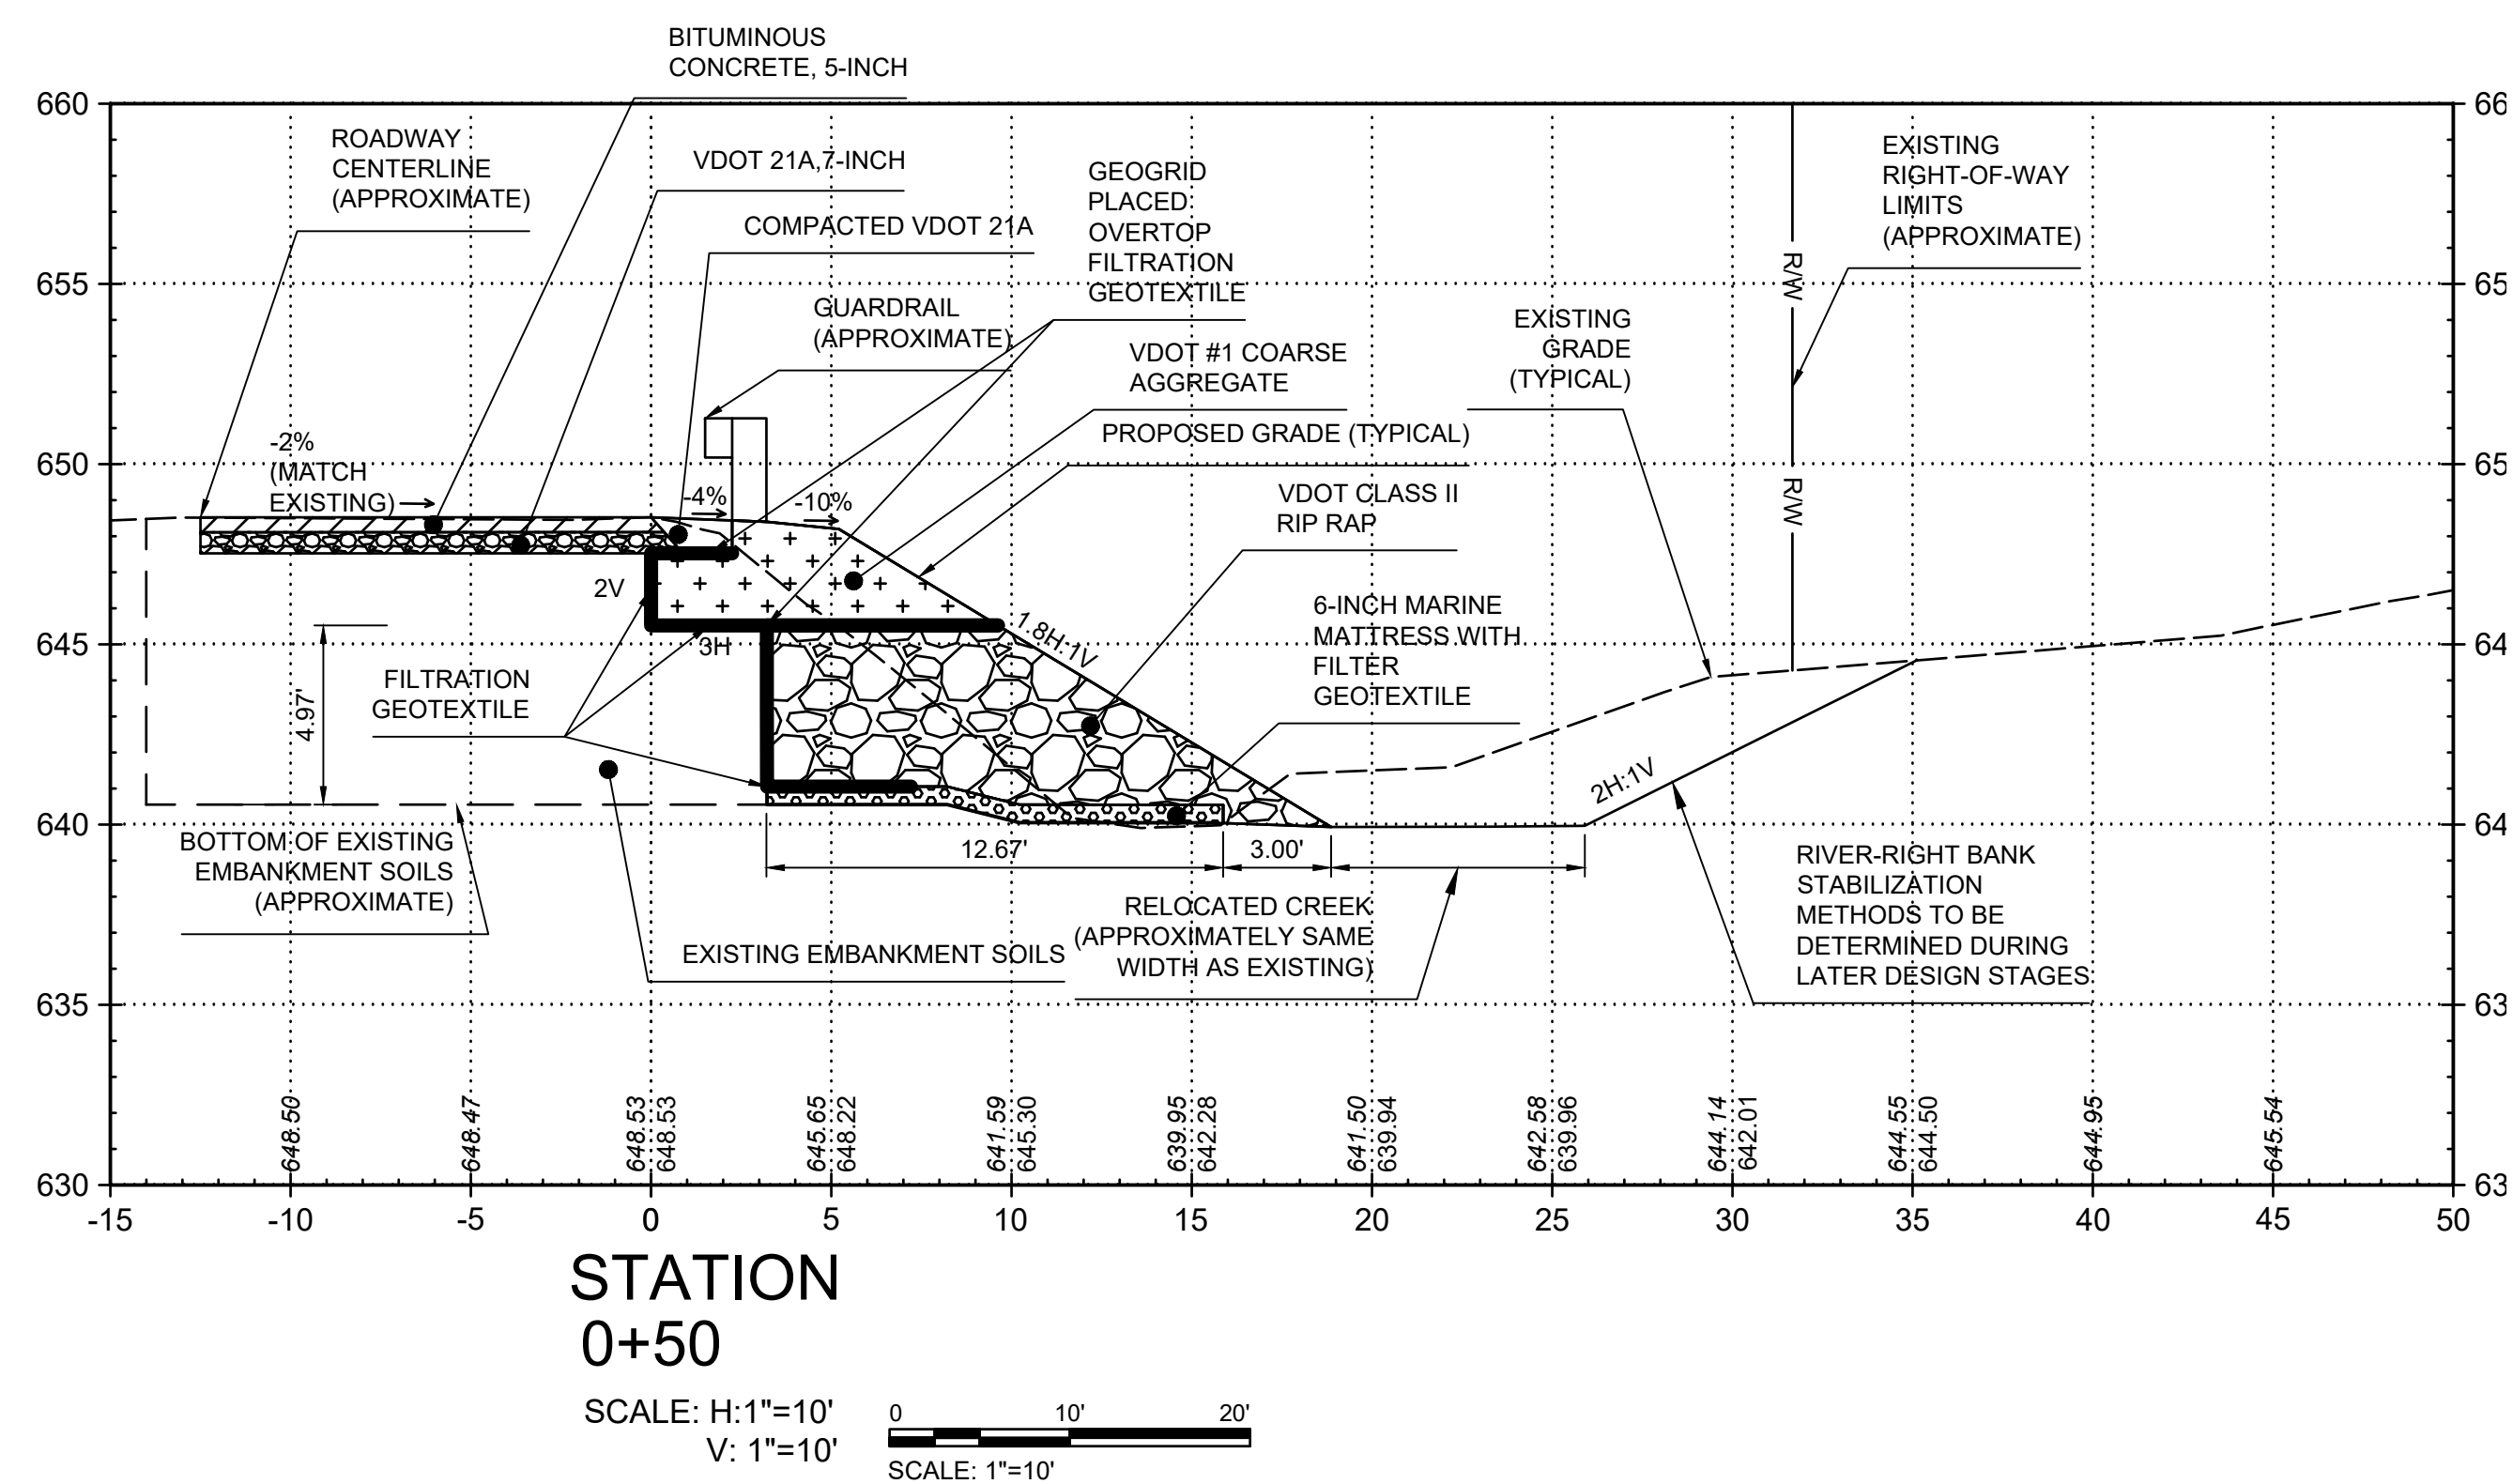 BITUMINOUS
CONCRETE, 5-INCH
660
66
ROADWAY
CENTERLINE
(APPROXIMATE)
VDOT 21A,7-INCH
COMPACTED VDOT 21A
GEOGRID
PLACED
OVERTOP
FILTRATION
GEOTEXTILE
EXISTING
RIGHT-OF-WAY
LIMITS
(APPROXIMATE)
R/W
655
65
GUARDRAIL
(APPROXIMATE)
EXISTING
GRADE
(TYPICAL)
VDOT #1 COARSE
AGGREGATE
PROPOSED GRADE (TYPICAL)
650
65
-2%
(MATCH
EXISTING)
-4%
-10%
VDOT CLASS II
RIP RAP
R/W
2V
3H
1.8H:1V
6-INCH MARINE
MATTRESS WITH
FILTER
GEOTEXTILE
645
64
4.97'
FILTRATION
GEOTEXTILE
2H:1V
640
64
BOTTOM OF EXISTING
EMBANKMENT SOILS
(APPROXIMATE)
12.67'
3.00'
RIVER-RIGHT BANK
STABILIZATION
METHODS TO BE
DETERMINED DURING
LATER DESIGN STAGES
RELOCATED CREEK
(APPROXIMATELY SAME
WIDTH AS EXISTING)
EXISTING EMBANKMENT SOILS
635
63
648.50
648.47
648.53
648.53
645.65
648.22
641.59
645.30
639.95
642.28
641.50
639.94
642.58
639.96
644.14
642.01
644.55
644.50
644.95
645.54
630
63
-15 -10 -5 0 5 10 15 20 25 30 35 40 45 50
STATION
0+50
SCALE: H:1"=10'
V: 1"=10'
0 10' 20'
SCALE: 1"=10'